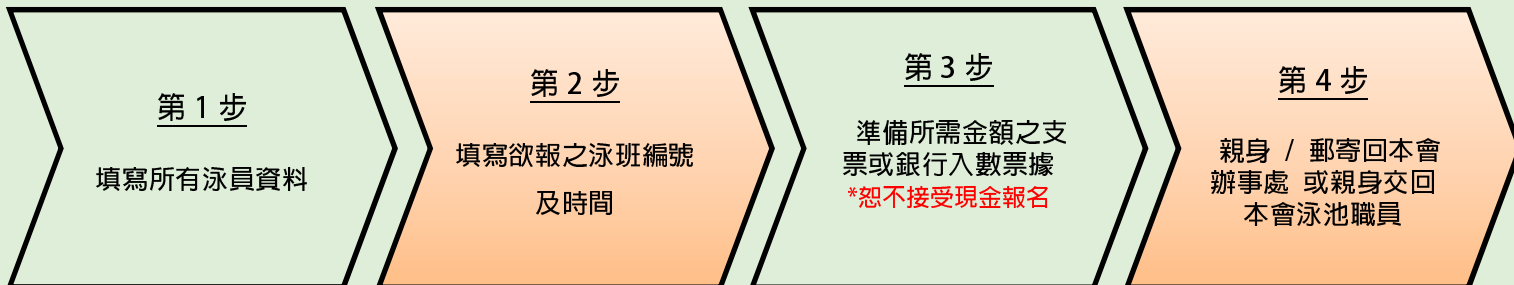 第 1 步
填寫所有泳員資料
第 2 步
填寫欲報之泳班編號
及時間
第 3 步
準備所需金額之支
票或銀行入數票據
*恕不接受現金報名
第 4 步
親身 / 郵寄回本會
辦事處 或親身交回
本會泳池職員